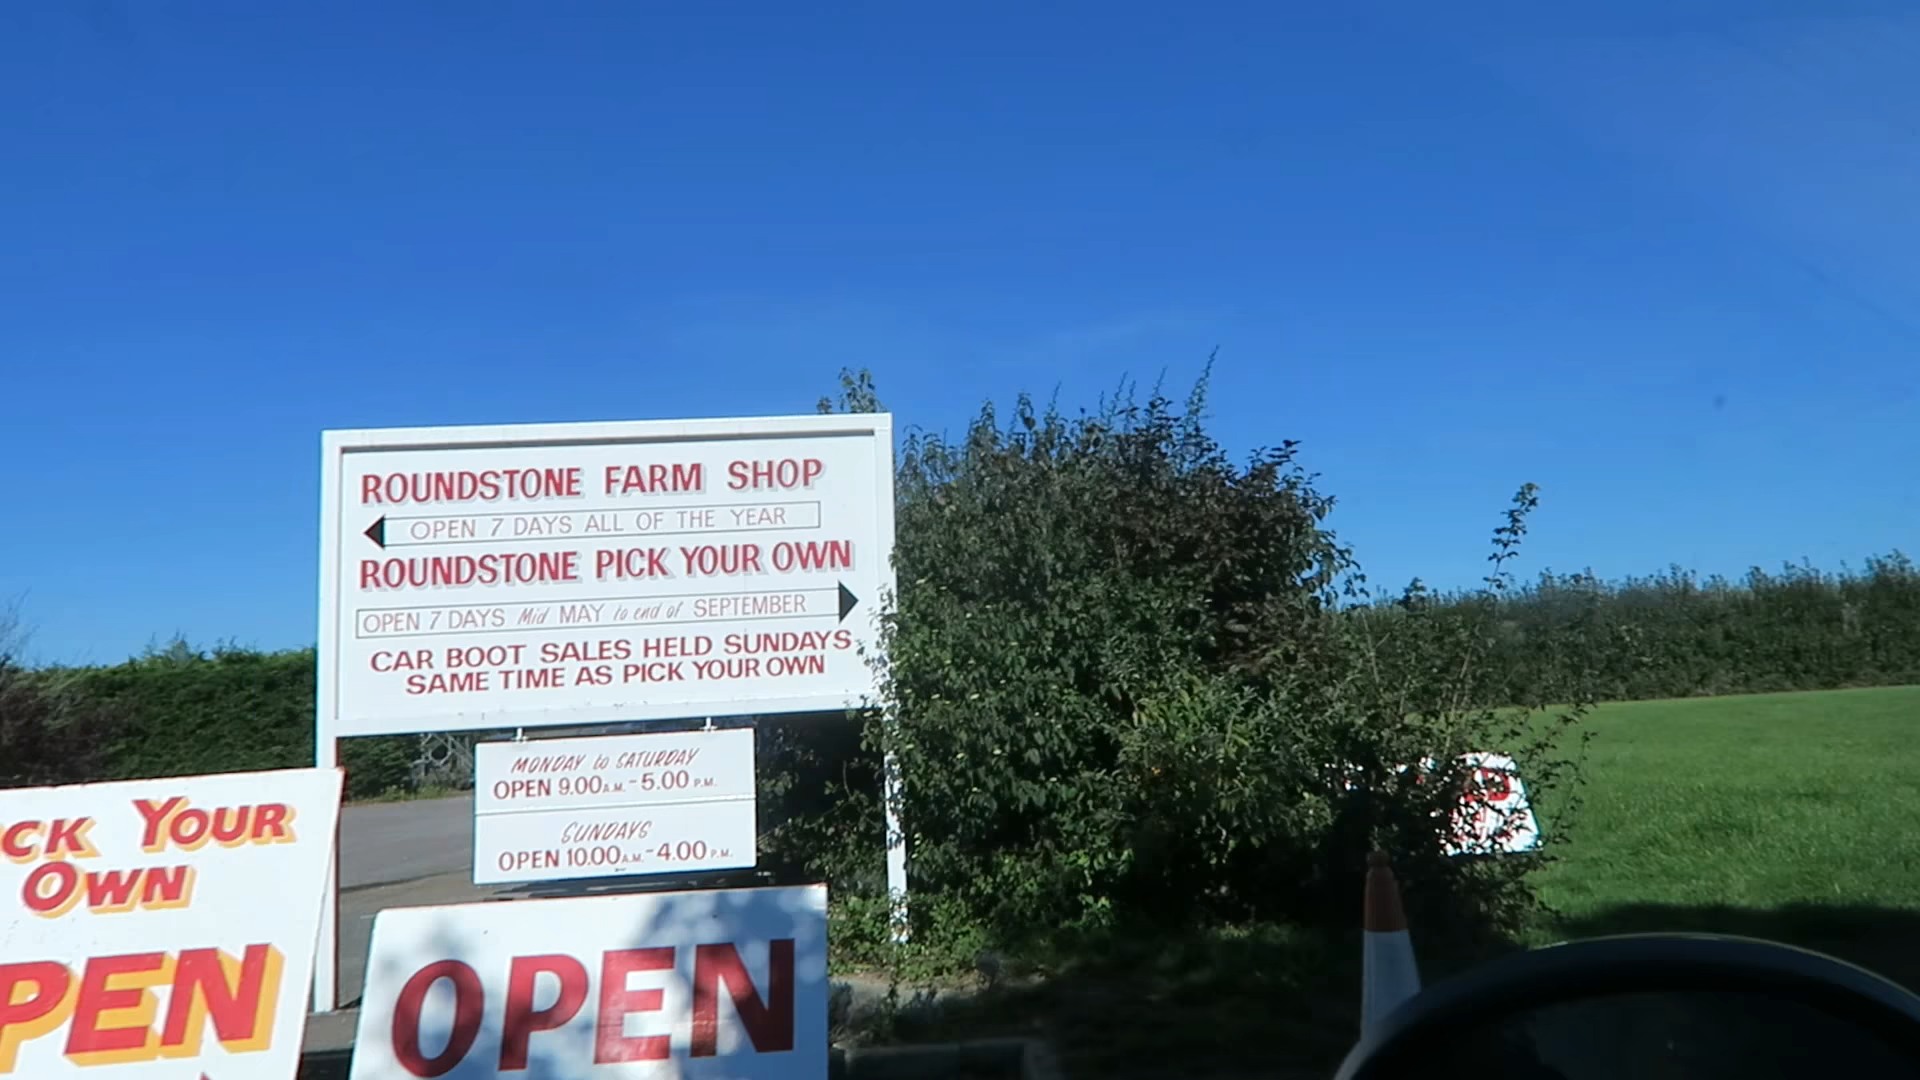 ROUNDSTONE FARM SHOP
OPEN 7 DAYS ALL OF THE YEAR
ROUNDSTONE PICK YOUR OWN
OPEN 7 DAYS Mid MAY to end of SEPTEMBER
CAR BOOT SALES HELD SUNDAYS
SAME TIME AS PICK YOUR OWN
MONDAY to SATURDAY
OPEN 9.00 A.M. - 5.00 P.M.
SUNDAYS
OPEN 10.00 A.M. - 4.00 P.M.
CK YOUR
OWN
PEN
OPEN